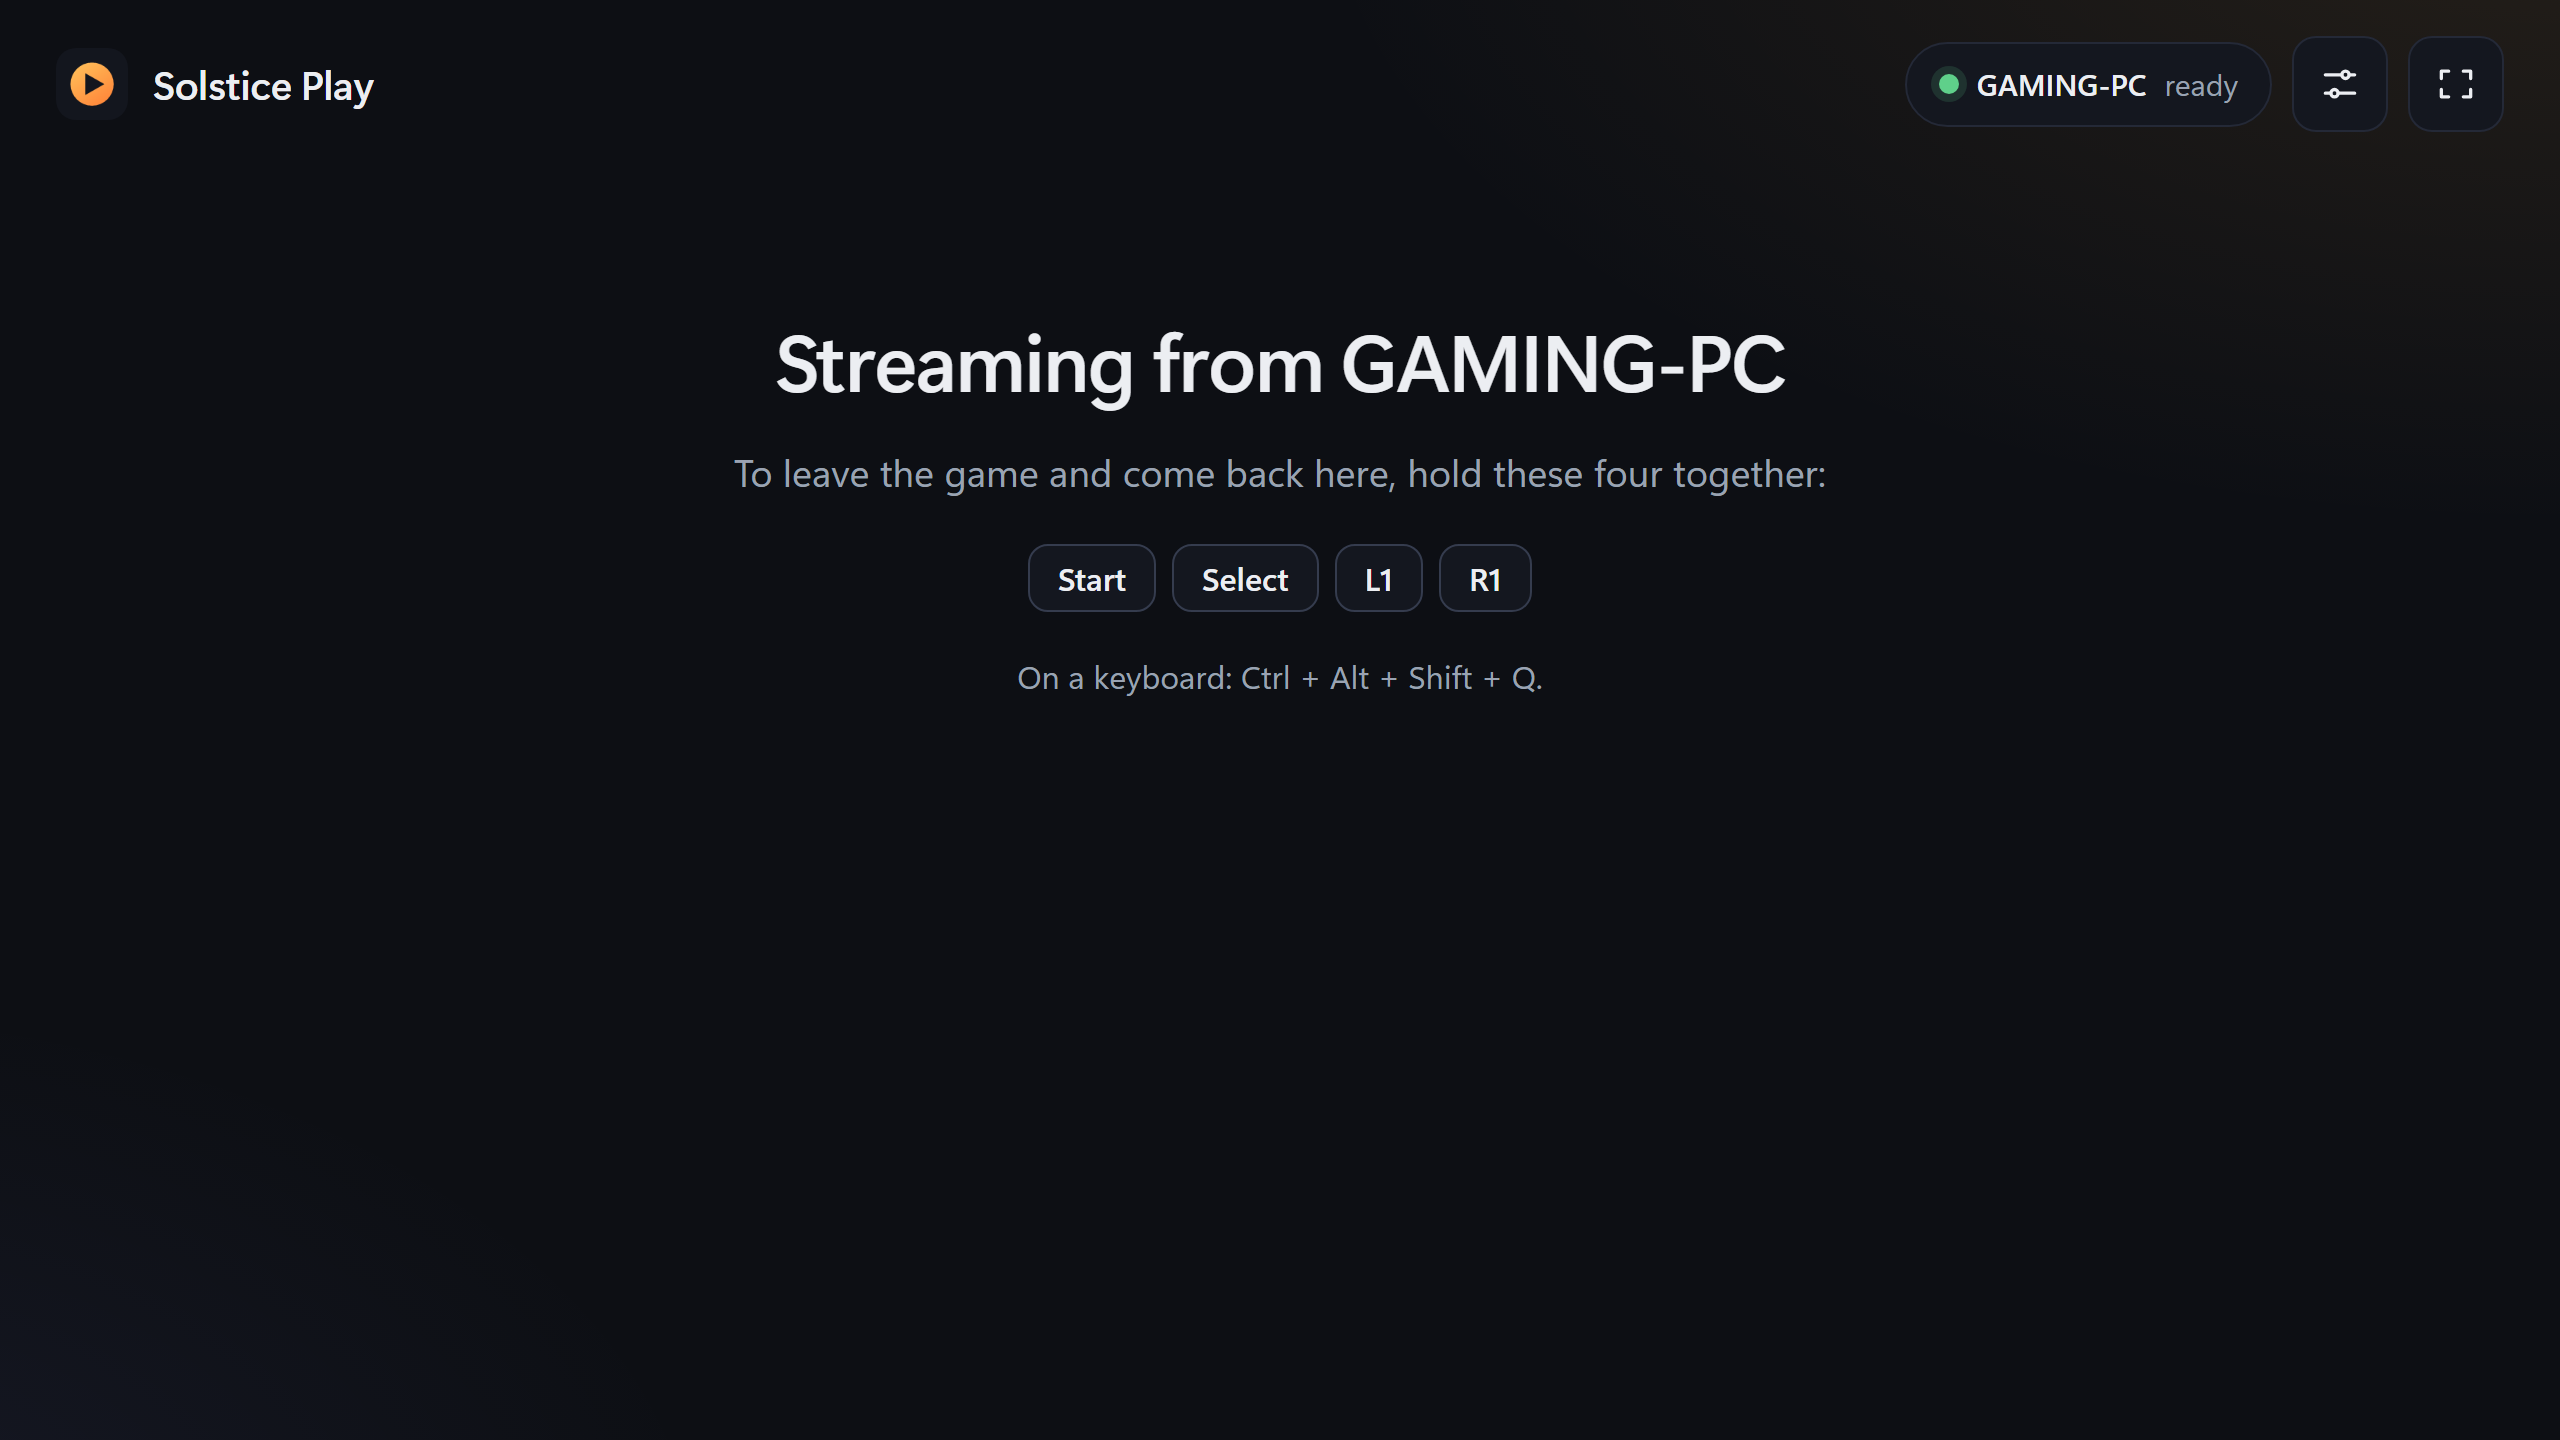 Solstice Play
GAMING-PC ready
Streaming from GAMING-PC
To leave the game and come back here, hold these four together:
Start Select L1 R1
On a keyboard: Ctrl + Alt + Shift + Q.